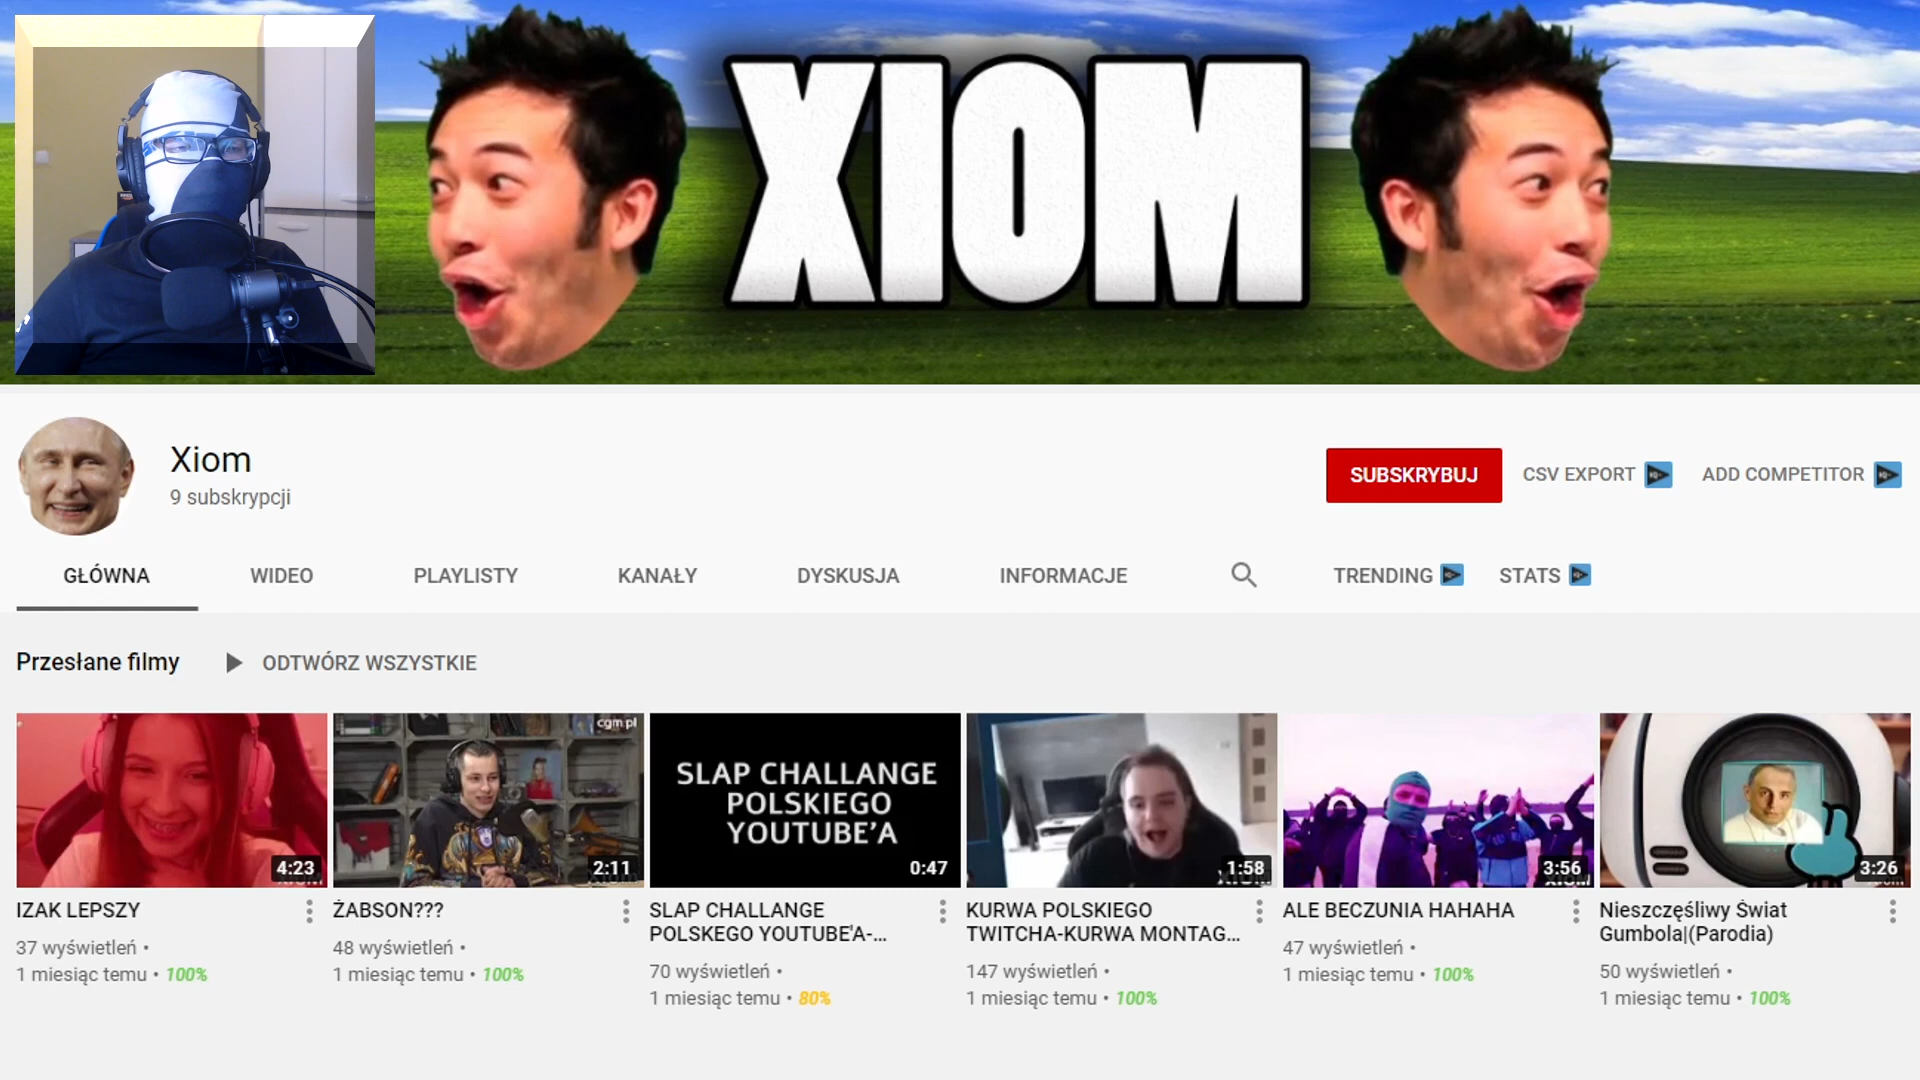 XIOM
Xiom
9 subskrypcji
SUBSKRYBUJ
CSV EXPORT
ADD COMPETITOR
GŁÓWNA
WIDEO
PLAYLISTY
KANAŁY
DYSKUSJA
INFORMACJE
TRENDING
STATS
Przesłane filmy
ODTWÓRZ WSZYSTKIE
4:23
cgm.pl
2:11
SLAP CHALLANGE
POLSKIEGO
YOUTUBE’A
0:47
1:58
3:56
3:26
IZAK LEPSZY
37 wyświetleń •
1 miesiąc temu • 100%
ŻABSON???
48 wyświetleń •
1 miesiąc temu • 100%
SLAP CHALLANGE
POLSKEGO YOUTUBE'A-...
70 wyświetleń •
1 miesiąc temu • 80%
KURWA POLSKIEGO
TWITCHA-KURWA MONTAG...
147 wyświetleń •
1 miesiąc temu • 100%
ALE BECZUNIA HAHAHA
47 wyświetleń •
1 miesiąc temu • 100%
Nieszczęśliwy Świat
Gumbola|(Parodia)
50 wyświetleń •
1 miesiąc temu • 100%